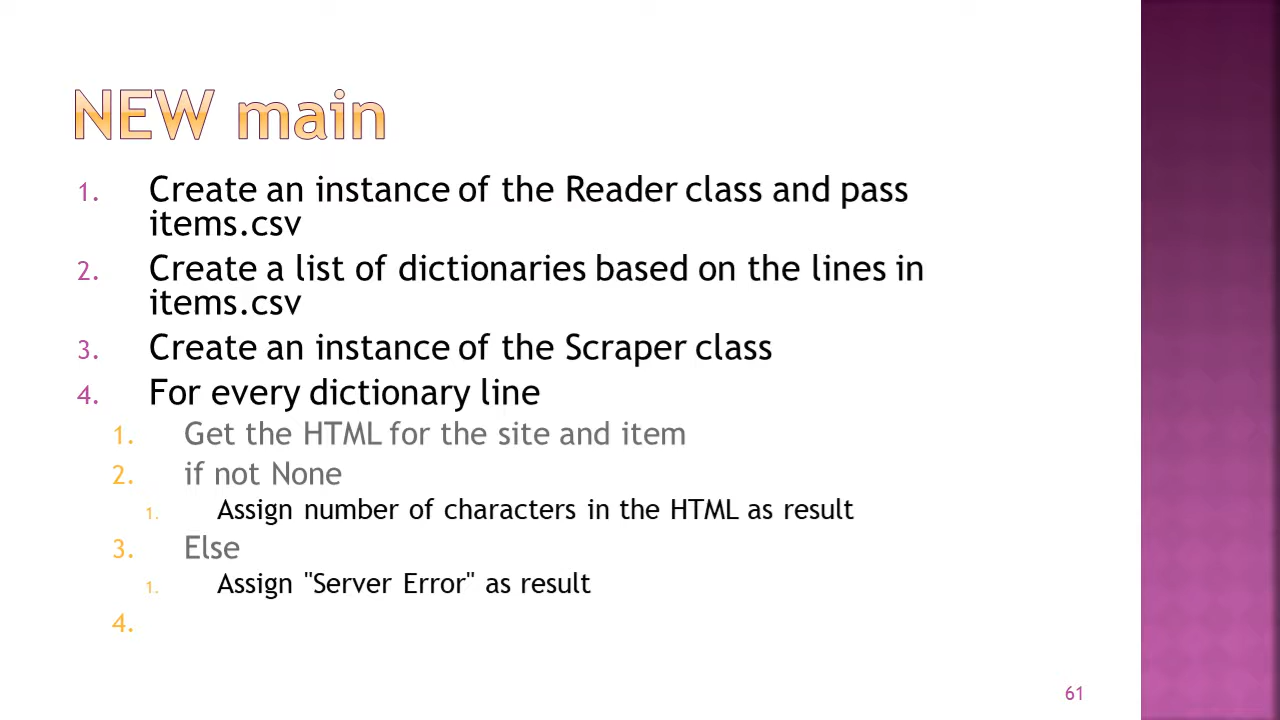 NEW main
1. Create an instance of the Reader class and pass
items.csv
2. Create a list of dictionaries based on the lines in
items.csv
3. Create an instance of the Scraper class
4. For every dictionary line
1. Get the HTML for the site and item
2. if not None
1. Assign number of characters in the HTML as result
3. Else
1. Assign "Server Error" as result
4.
61